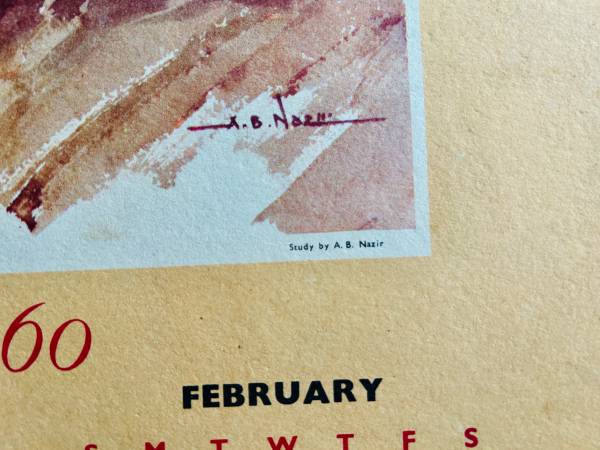 A. B. Nazir
Study by A. B. Nazir
60
FEBRUARY
S M T W T F S